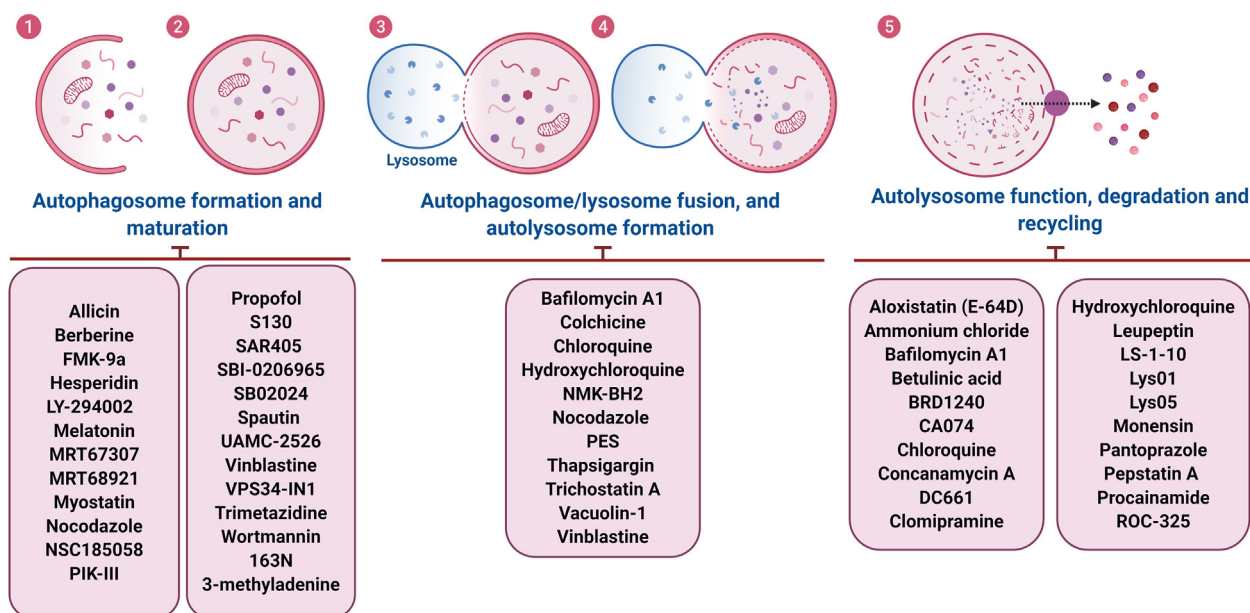 1
2
3
4
5
Lysosome
Autophagosome formation and
maturation
Autophagosome/lysosome fusion, and
autolysosome formation
Autolysosome function, degradation and
recycling
Allicin
Berberine
FMK-9a
Hesperidin
LY-294002
Melatonin
MRT67307
MRT68921
Myostatin
Nocodazole
NSC185058
PIK-III
Propofol
S130
SAR405
SBI-0206965
SB02024
Spautin
UAMC-2526
Vinblastine
VPS34-IN1
Trimetazidine
Wortmannin
163N
3-methyladenine
Bafilomycin A1
Colchicine
Chloroquine
Hydroxychloroquine
NMK-BH2
Nocodazole
PES
Thapsigargin
Trichostatin A
Vacuolin-1
Vinblastine
Aloxistatin (E-64D)
Ammonium chloride
Bafilomycin A1
Betulinic acid
BRD1240
CA074
Chloroquine
Concanamycin A
DC661
Clomipramine
Hydroxychloroquine
Leupeptin
LS-1-10
Lys01
Lys05
Monensin
Pantoprazole
Pepstatin A
Procainamide
ROC-325